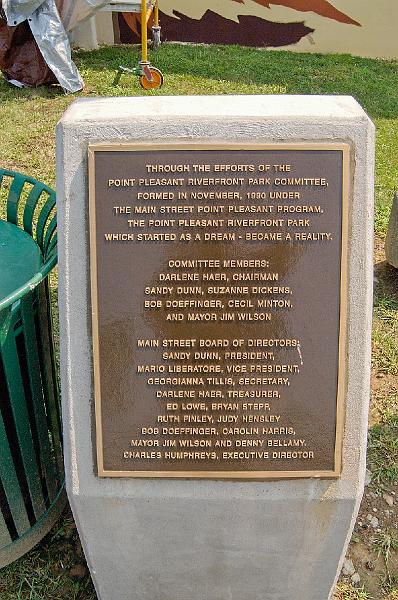 THROUGH THE EFFORTS OF THE
POINT PLEASANT RIVERFRONT PARK COMMITTEE,
FORMED IN NOVEMBER, 1990 UNDER
THE MAIN STREET POINT PLEASANT PROGRAM,
THE POINT PLEASANT RIVERFRONT PARK
WHICH STARTED AS A DREAM - BECAME A REALITY.
COMMITTEE MEMBERS:
DARLENE HAER, CHAIRMAN
SANDY DUNN, SUZANNE DICKENS,
BOB DOEFFINGER, CECIL MINTON,
AND MAYOR JIM WILSON
MAIN STREET BOARD OF DIRECTORS:
SANDY DUNN, PRESIDENT,
MARIO LIBERATORE, VICE PRESIDENT,
GEORGIANNA TILLIS, SECRETARY,
DARLENE HAER, TREASURER,
ED LOWE, BRYAN STEPP,
RUTH FINLEY, JUDY HENSLEY
BOB DOEFFINGER, CAROLIN HARRIS,
MAYOR JIM WILSON AND DENNY BELLAMY.
CHARLES HUMPHREYS, EXECUTIVE DIRECTOR